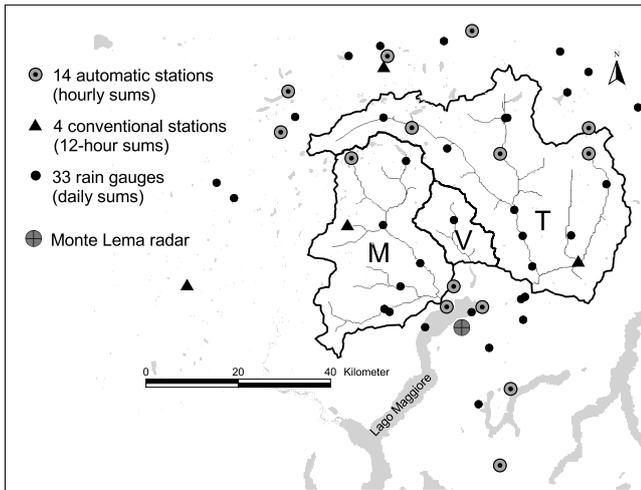 N
14 automatic stations
(hourly sums)
4 conventional stations
(12-hour sums)
33 rain gauges
(daily sums)
Monte Lema radar
M
V
T
0 20 40 Kilometer
Lago Maggiore